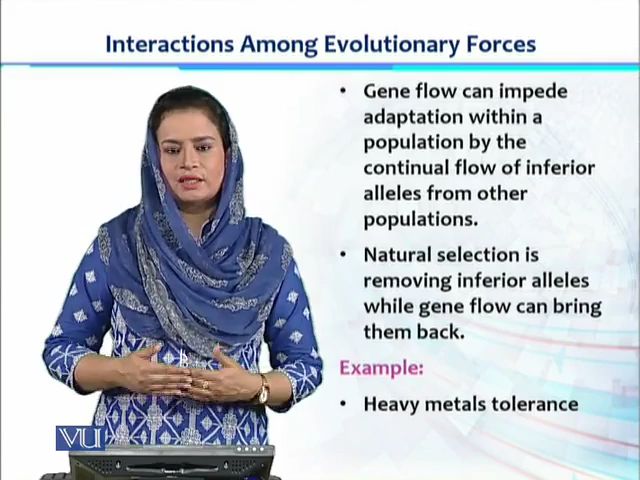 Interactions Among Evolutionary Forces
• Gene flow can impede
adaptation within a
population by the
continual flow of inferior
alleles from other
populations.
• Natural selection is
removing inferior alleles
while gene flow can bring
them back.
Example:
• Heavy metals tolerance
VU